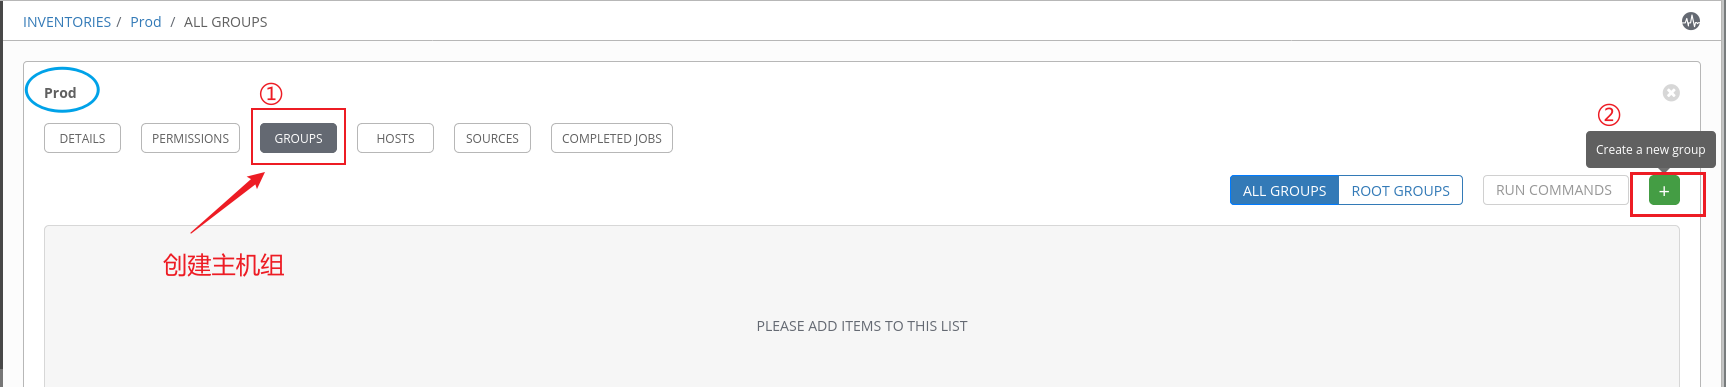 INVENTORIES / Prod / ALL GROUPS
Prod
①
②
DETAILS PERMISSIONS GROUPS HOSTS SOURCES COMPLETED JOBS
Create a new group
ALL GROUPS ROOT GROUPS RUN COMMANDS +
创建主机组
PLEASE ADD ITEMS TO THIS LIST